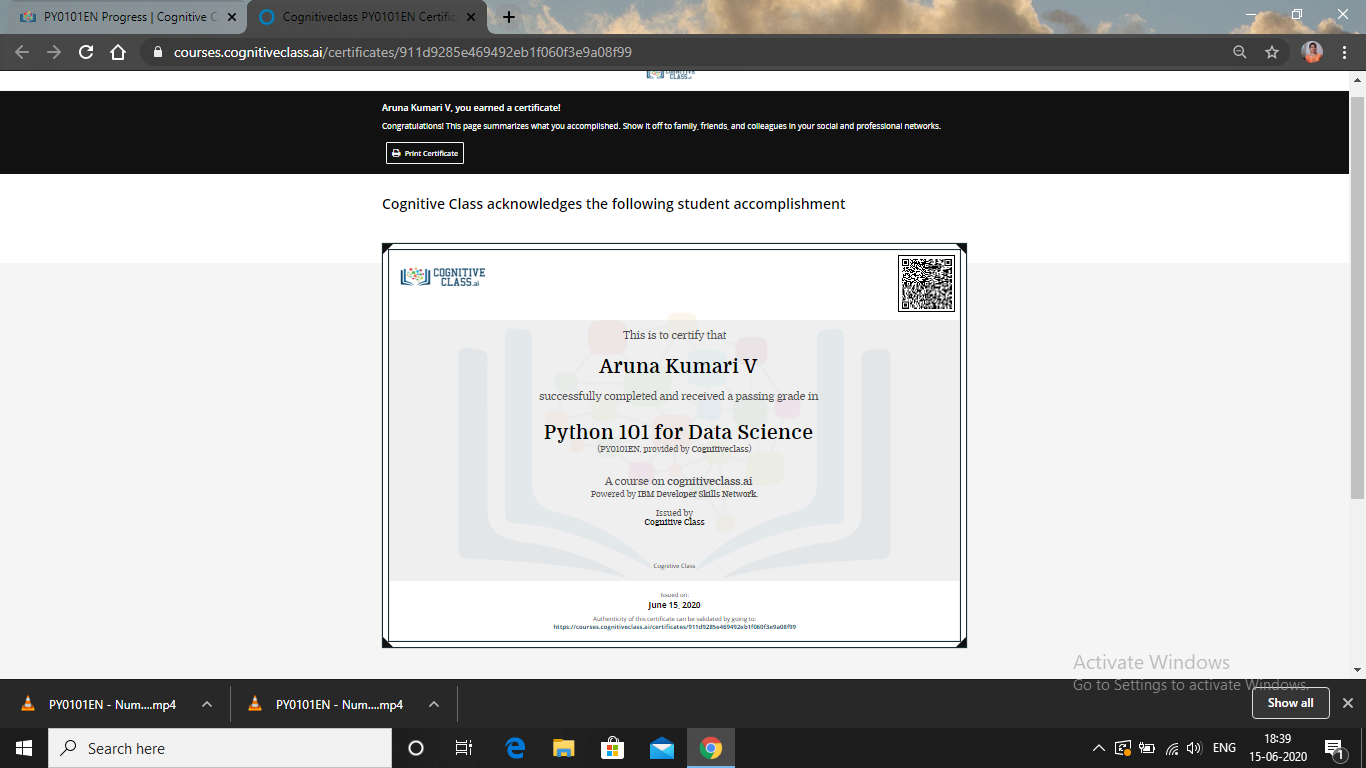 PY0101EN Progress | Cognitive C
Cognitiveclass PY0101EN Certific
courses.cognitiveclass.ai/certificates/911d9285e469492eb1f060f3e9a08f99
COGNITIVE
CLASS.ai
Aruna Kumari V, you earned a certificate!
Congratulations! This page summarizes what you accomplished. Show it off to family, friends, and colleagues in your social and professional networks.
Print Certificate
Cognitive Class acknowledges the following student accomplishment
COGNITIVE
CLASS.ai
This is to certify that
Aruna Kumari V
successfully completed and received a passing grade in
Python 101 for Data Science
(PY0101EN, provided by Cognitiveclass)
A course on cognitiveclass.ai
Powered by IBM Developer Skills Network.
Issued by
Cognitive Class
Cognitive Class
Issued on:
June 15, 2020
Authenticity of this certificate can be validated by going to:
https://courses.cognitiveclass.ai/certificates/911d9285e469492eb1f060f3e9a08f99
Activate Windows
Go to Settings to activate Windows.
PY0101EN - Num....mp4
PY0101EN - Num....mp4
Show all
Search here
ENG
18:39
15-06-2020
1